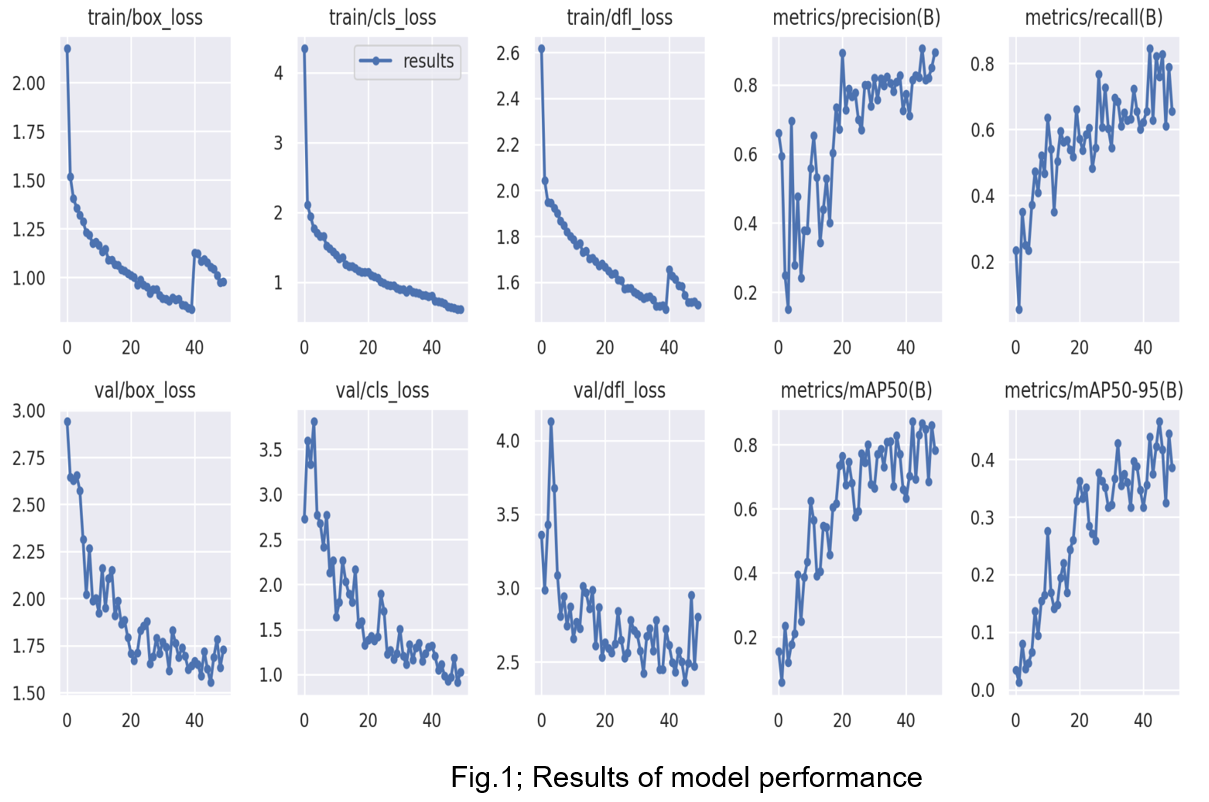 train/box_loss train/cls_loss train/dfl_loss metrics/precision(B) metrics/recall(B)
2.00 1.75 1.50 1.25 1.00
0 20 40
results
4 3 2 1
0 20 40
2.6 2.4 2.2 2.0 1.8 1.6
0 20 40
0.8 0.6 0.4 0.2
0 20 40
0.8 0.6 0.4 0.2
0 20 40
val/box_loss val/cls_loss val/dfl_loss metrics/mAP50(B) metrics/mAP50-95(B)
3.00 2.75 2.50 2.25 2.00 1.75 1.50
0 20 40
3.5 3.0 2.5 2.0 1.5 1.0
0 20 40
4.0 3.5 3.0 2.5
0 20 40
0.8 0.6 0.4 0.2
0 20 40
0.4 0.3 0.2 0.1 0.0
0 20 40
Fig.1; Results of model performance